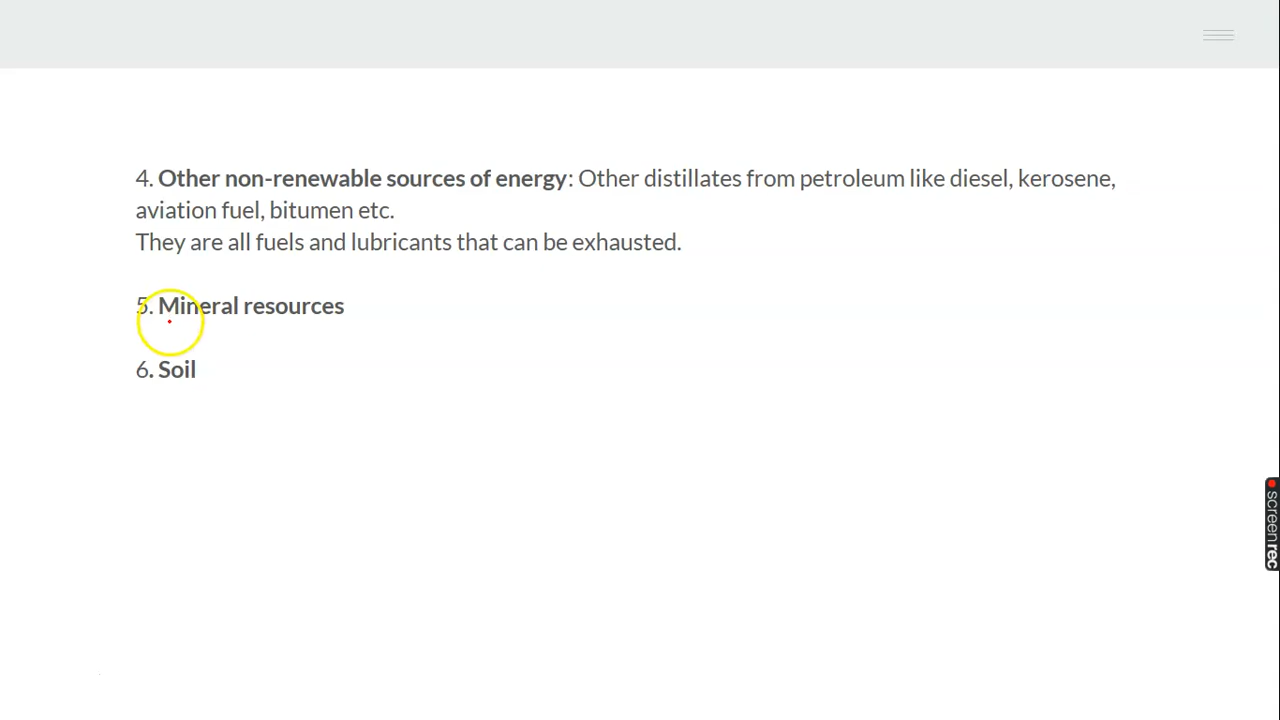 4. Other non-renewable sources of energy: Other distillates from petroleum like diesel, kerosene,
aviation fuel, bitumen etc.
They are all fuels and lubricants that can be exhausted.
5. Mineral resources
6. Soil
screenrec